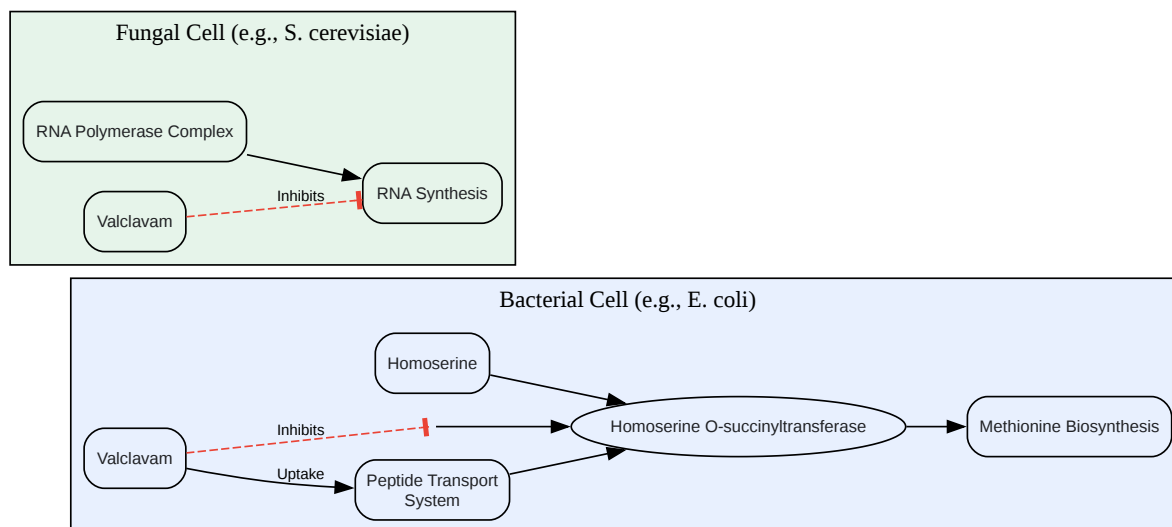 Fungal Cell (e.g., S. cerevisiae)
RNA Polymerase Complex
RNA Synthesis
Inhibits
Valclavam
Bacterial Cell (e.g., E. coli)
Homoserine
Homoserine O-succinyltransferase
Methionine Biosynthesis
Inhibits
Valclavam
Uptake
Peptide Transport
System